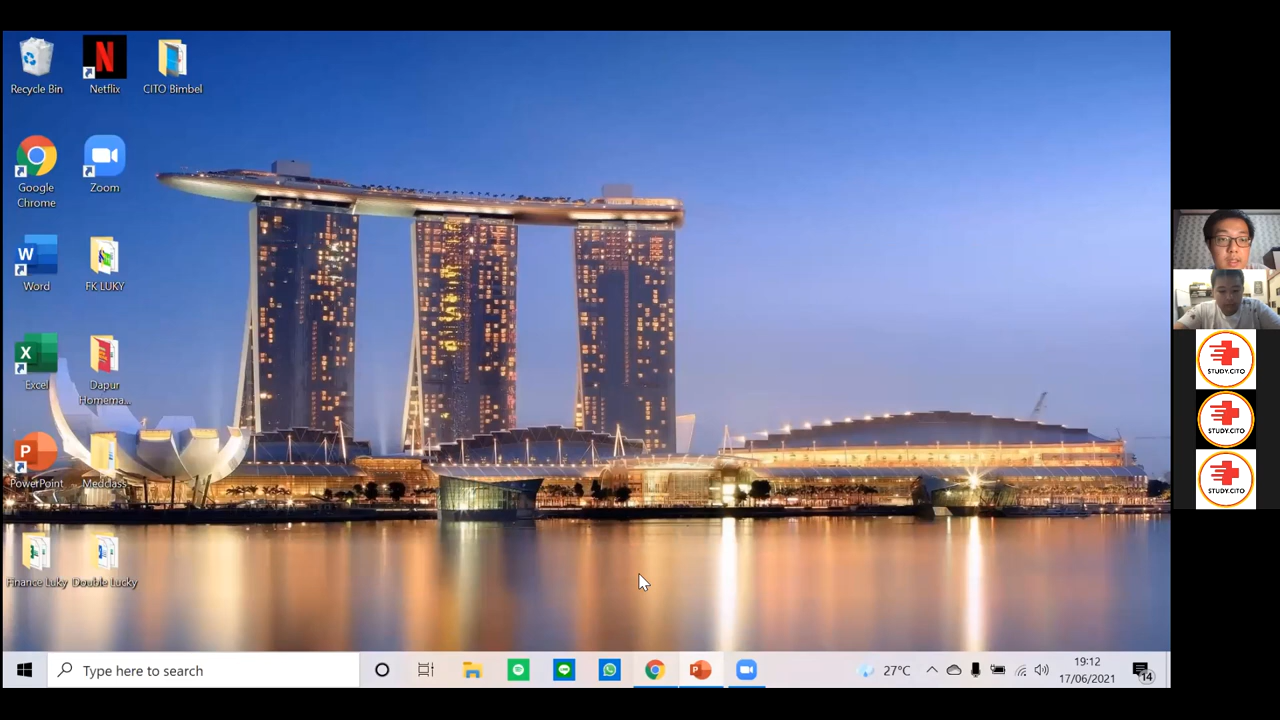 Recycle Bin
Netflix
CITO Bimbel
Google
Chrome
Zoom
Word
FK LUKY
Excel
Dapur
Homema...
PowerPoint
Medclass
Finance Luky
Double Lucky
STUDY.CITO
STUDY.CITO
STUDY.CITO
Type here to search
27°C
19:12
17/06/2021
14